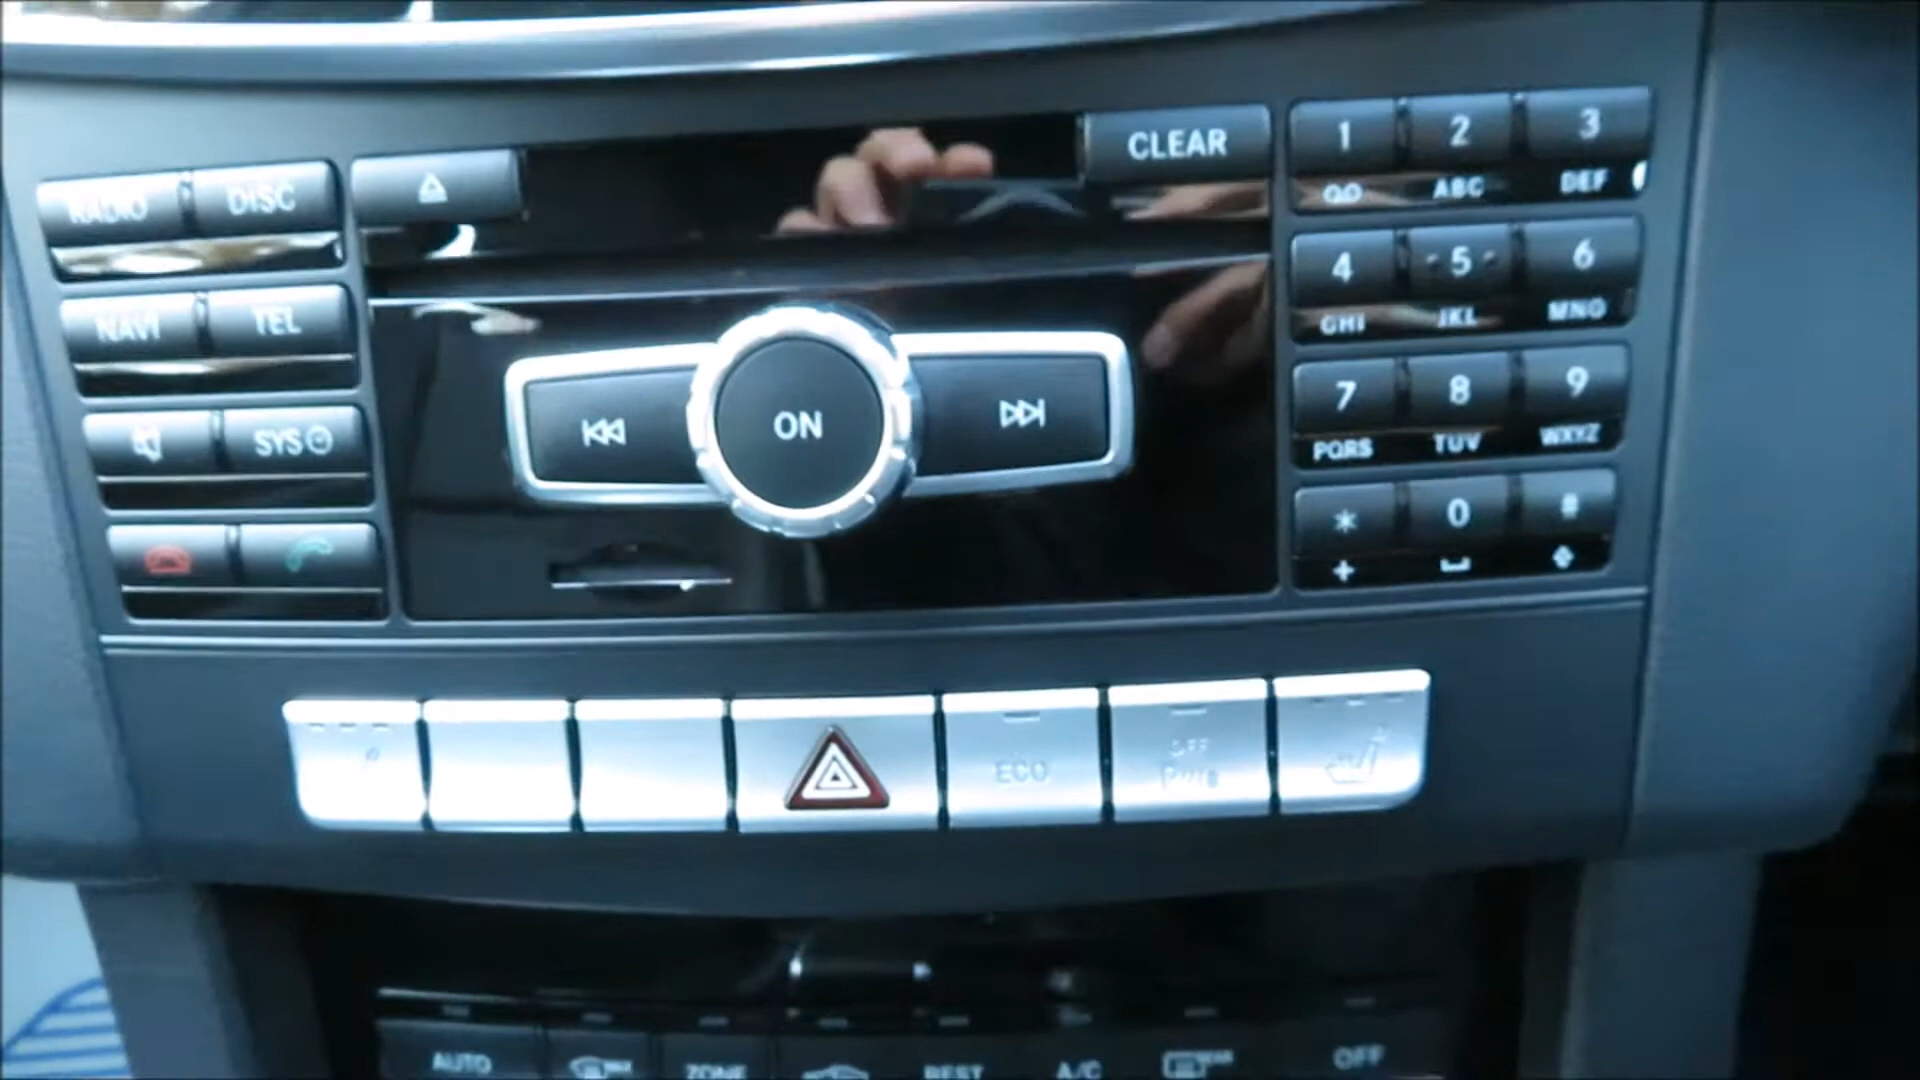 RADIO DISC CLEAR 1 2 3
ABC DEF
NAVI TEL 4 5 6
GHI JKL MNO
SYS ON 7 8 9
PQRS TUV WXYZ
* 0 #
+
ECO OFF
AUTO ZONE REST A/C REAR OFF